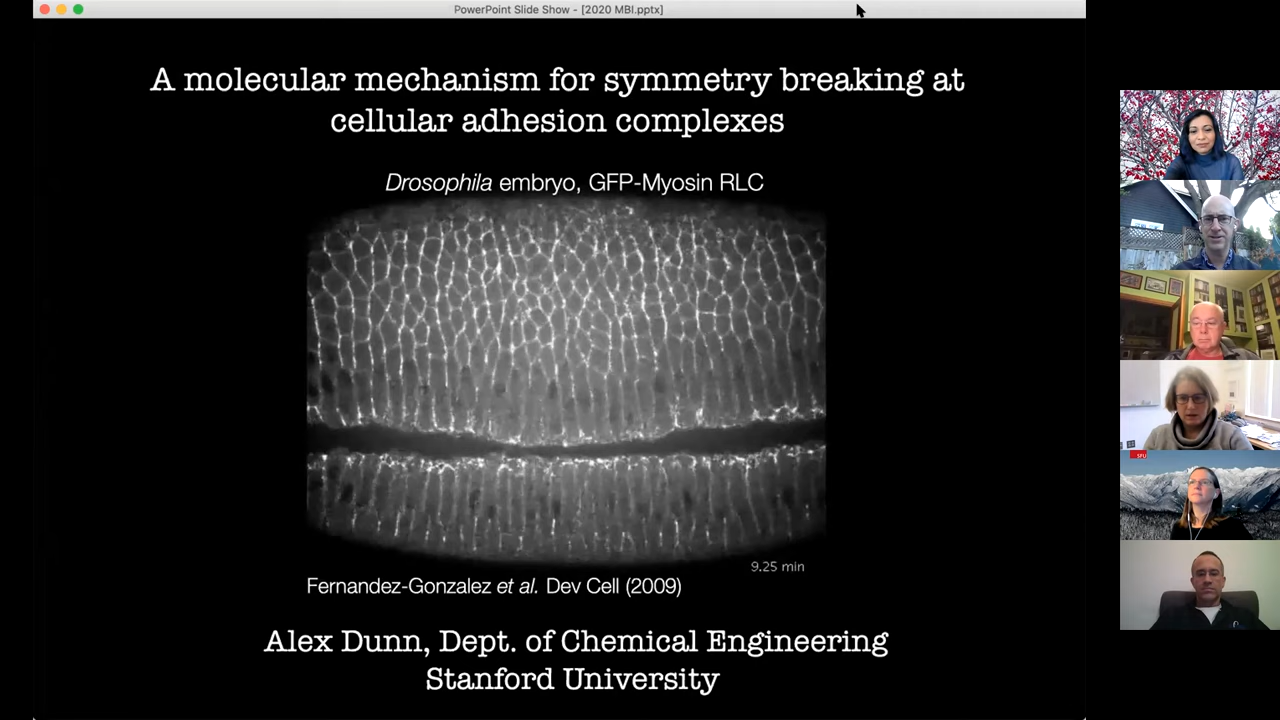 PowerPoint Slide Show - [2020 MBI.pptx]
A molecular mechanism for symmetry breaking at
cellular adhesion complexes
Drosophila embryo, GFP-Myosin RLC
9.25 min
Fernandez-Gonzalez et al. Dev Cell (2009)
Alex Dunn, Dept. of Chemical Engineering
Stanford University
SFU